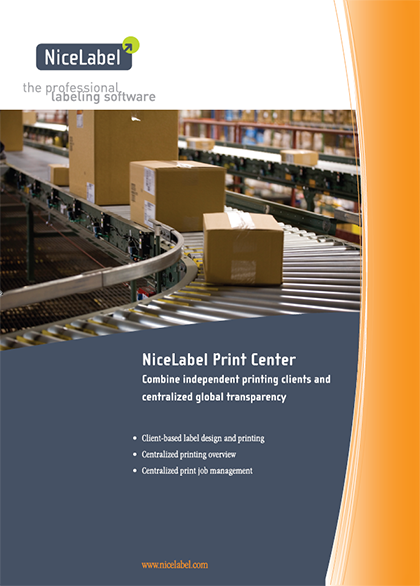 NiceLabel
the professional
labeling software
NiceLabel Print Center
Combine independent printing clients and
centralized global transparency
• Client-based label design and printing
• Centralized printing overview
• Centralized print job management
www.nicelabel.com